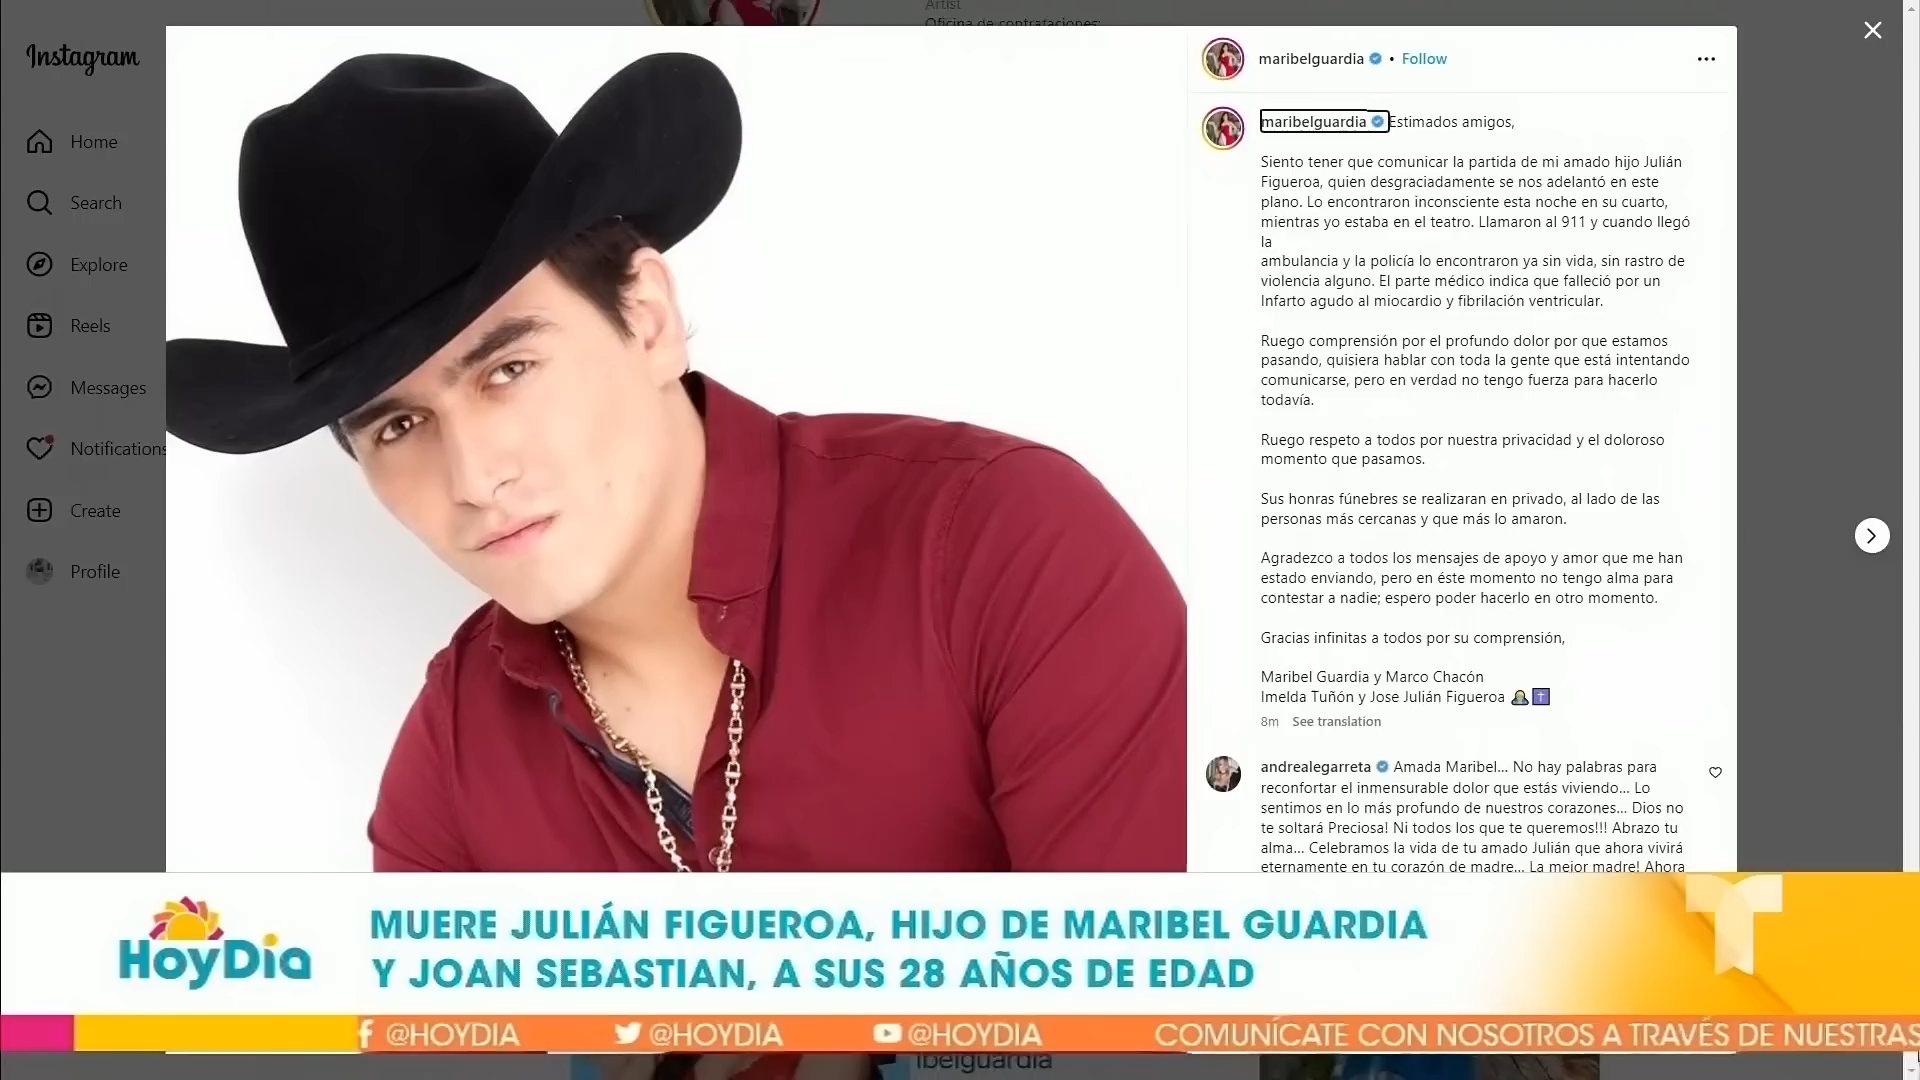 Artist
Oficina de contrataciones:
Instagram
Home
Search
Explore
Reels
Messages
Notifications
Create
Profile
maribelguardia • Follow
maribelguardia Estimados amigos,
Siento tener que comunicar la partida de mi amado hijo Julián
Figueroa, quien desgraciadamente se nos adelantó en este
plano. Lo encontraron inconsciente esta noche en su cuarto,
mientras yo estaba en el teatro. Llamaron al 911 y cuando llegó
la
ambulancia y la policía lo encontraron ya sin vida, sin rastro de
violencia alguno. El parte médico indica que falleció por un
Infarto agudo al miocardio y fibrilación ventricular.
Ruego comprensión por el profundo dolor por que estamos
pasando, quisiera hablar con toda la gente que está intentando
comunicarse, pero en verdad no tengo fuerza para hacerlo
todavía.
Ruego respeto a todos por nuestra privacidad y el doloroso
momento que pasamos.
Sus honras fúnebres se realizaran en privado, al lado de las
personas más cercanas y que más lo amaron.
Agradezco a todos los mensajes de apoyo y amor que me han
estado enviando, pero en éste momento no tengo alma para
contestar a nadie; espero poder hacerlo en otro momento.
Gracias infinitas a todos por su comprensión,
Maribel Guardia y Marco Chacón
Imelda Tuñón y Jose Julián Figueroa
8m See translation
andrealegarreta Amada Maribel... No hay palabras para
reconfortar el inmensurable dolor que estás viviendo... Lo
sentimos en lo más profundo de nuestros corazones... Dios no
te soltará Preciosa! Ni todos los que te queremos!!! Abrazo tu
alma... Celebramos la vida de tu amado Julián que ahora vivirá
eternamente en tu corazón de madre... La mejor madre! Ahora
HoyDía
MUERE JULIÁN FIGUEROA, HIJO DE MARIBEL GUARDIA
Y JOAN SEBASTIAN, A SUS 28 AÑOS DE EDAD
@HOYDIA @HOYDIA @HOYDIA COMUNÍCATE CON NOSOTROS A TRAVÉS DE NUESTRAS
ibelguardia